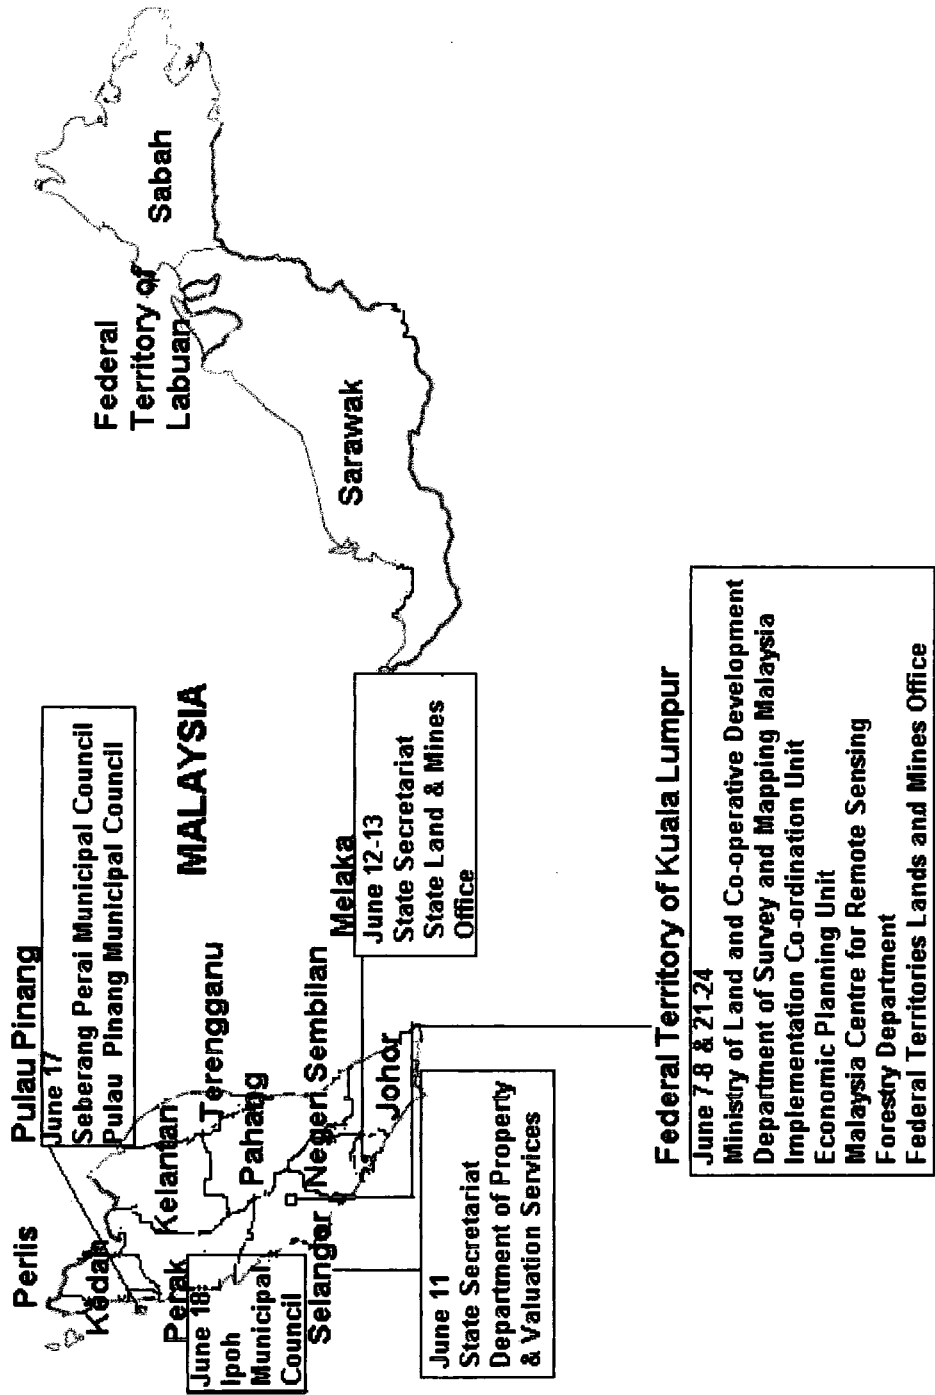 Perlis
Kedah
Pulau Pinang
June 17
Seberang Perai Municipal Council
Pulau Pinang Municipal Council
Kelantan
Terengganu
MALAYSIA
Perak
June 18:
Ipoh
Municipal
Council
Pahang
Selangor
June 11
State Secretariat
Department of Property
& Valuation Services
Negeri Sembilan
Melaka
June 12-13
State Secretariat
State Land & Mines
Office
Johor
Federal Territory of Kuala Lumpur
June 7-8 & 21-24
Ministry of Land and Co-operative Development
Department of Survey and Mapping Malaysia
Implementation Co-ordination Unit
Economic Planning Unit
Malaysia Centre for Remote Sensing
Forestry Department
Federal Territories Lands and Mines Office
Federal
Territory of
Labuan
Sabah
Sarawak